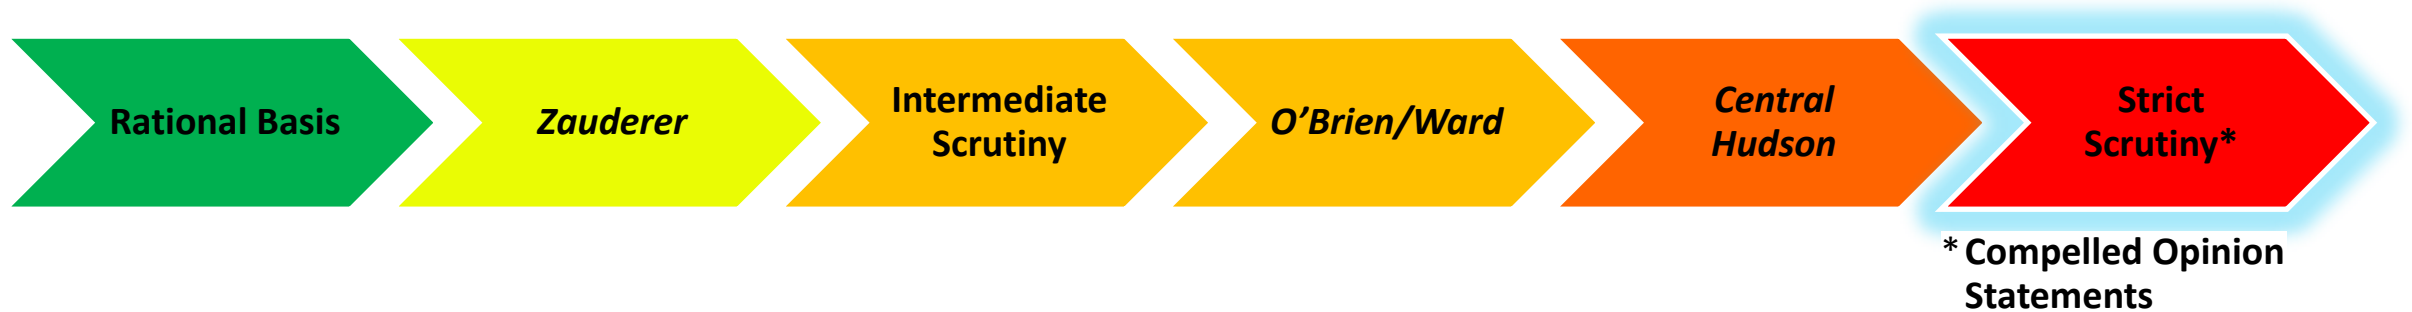 Rational Basis
Zauderer
Intermediate
Scrutiny
O’Brien/Ward
Central
Hudson
Strict
Scrutiny*
* Compelled Opinion
Statements